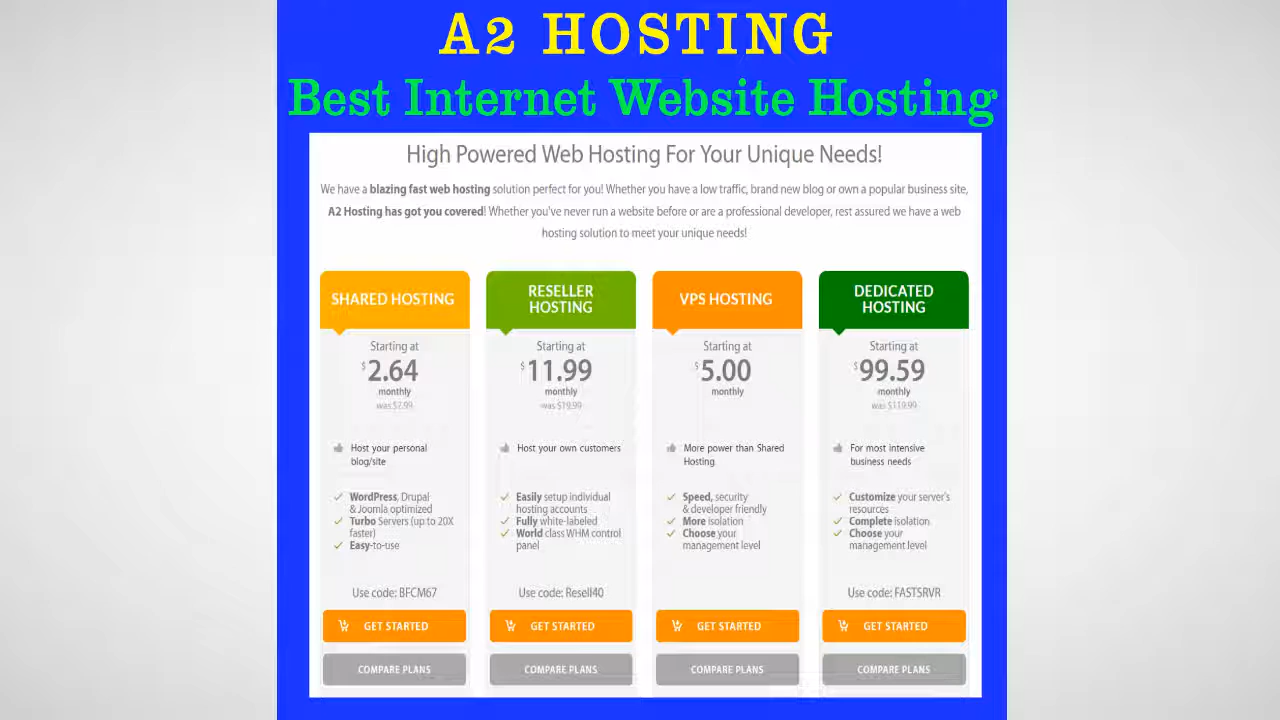 A2 HOSTING
Best Internet Website Hosting
High Powered Web Hosting For Your Unique Needs!
We have a blazing fast web hosting solution perfect for you! Whether you have a low traffic, brand new blog or own a popular business site,
A2 Hosting has got you covered! Whether you've never run a website before or are a professional developer, rest assured we have a web
hosting solution to meet your unique needs!
SHARED HOSTING
Starting at
$2.64
monthly
was $7.99
Host your personal
blog/site
WordPress, Drupal
& Joomla optimized
Turbo Servers (up to 20X
faster)
Easy-to-use
Use code: BFCM67
GET STARTED
COMPARE PLANS
RESELLER
HOSTING
Starting at
$11.99
monthly
was $19.99
Host your own customers
Easily setup individual
hosting accounts
Fully white-labeled
World class WHM control
panel
Use code: Resell40
GET STARTED
COMPARE PLANS
VPS HOSTING
Starting at
$5.00
monthly
More power than Shared
Hosting
Speed, security
& developer friendly
More isolation
Choose your
management level
GET STARTED
COMPARE PLANS
DEDICATED
HOSTING
Starting at
$99.59
monthly
was $119.99
For most intensive
business needs
Customize your server's
resources
Complete isolation
Choose your
management level
Use code: FASTSRVR
GET STARTED
COMPARE PLANS